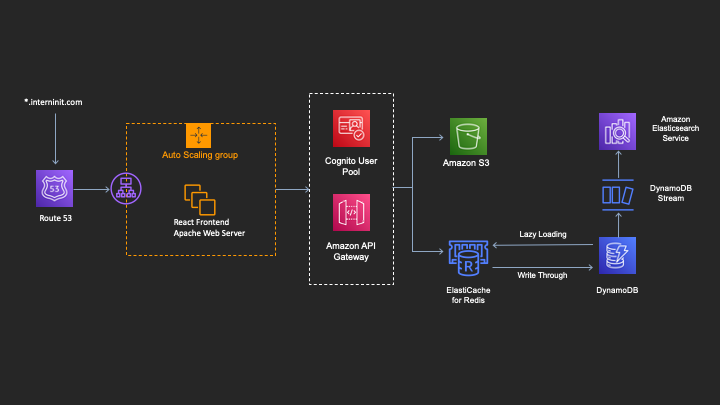 *.interninit.com
53
Route 53
Auto Scaling group
React Frontend
Apache Web Server
Cognito User
Pool
Amazon API
Gateway
Amazon S3
R
ElastiCache
for Redis
Lazy Loading
Write Through
Amazon
Elasticsearch
Service
DynamoDB
Stream
DynamoDB